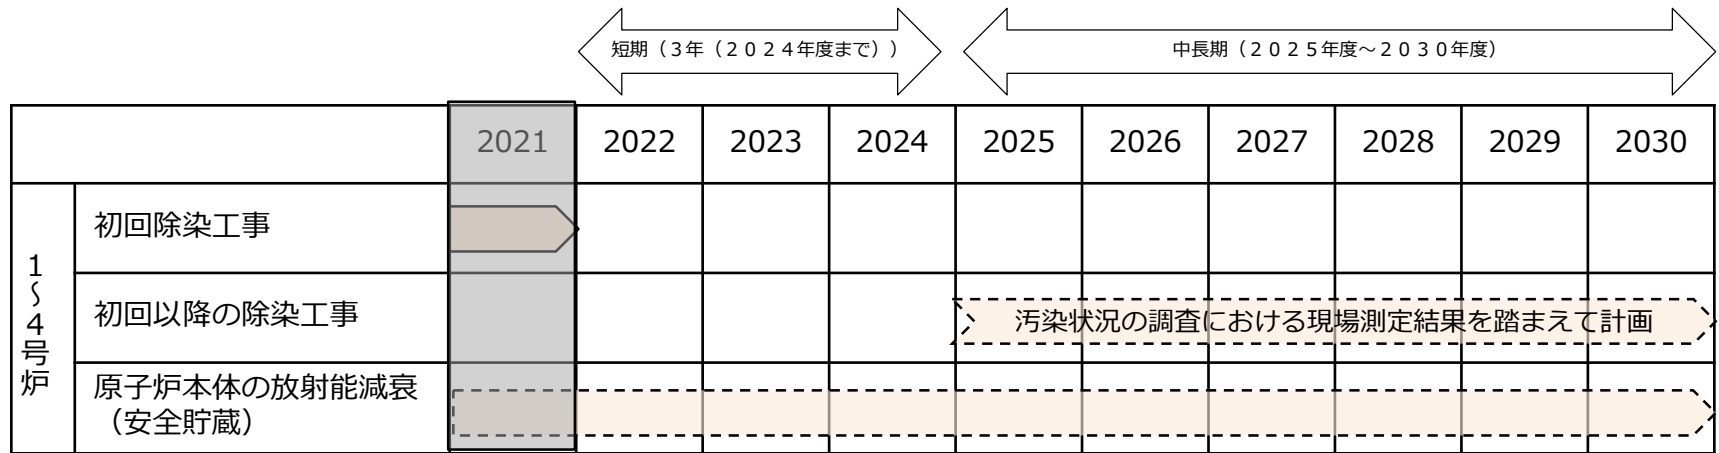 短期（３年（２０２４年度まで））
中長期（２０２５年度～２０３０年度）
2021 2022 2023 2024 2025 2026 2027 2028 2029 2030
１～４号炉
初回除染工事
初回以降の除染工事
汚染状況の調査における現場測定結果を踏まえて計画
原子炉本体の放射能減衰
（安全貯蔵）